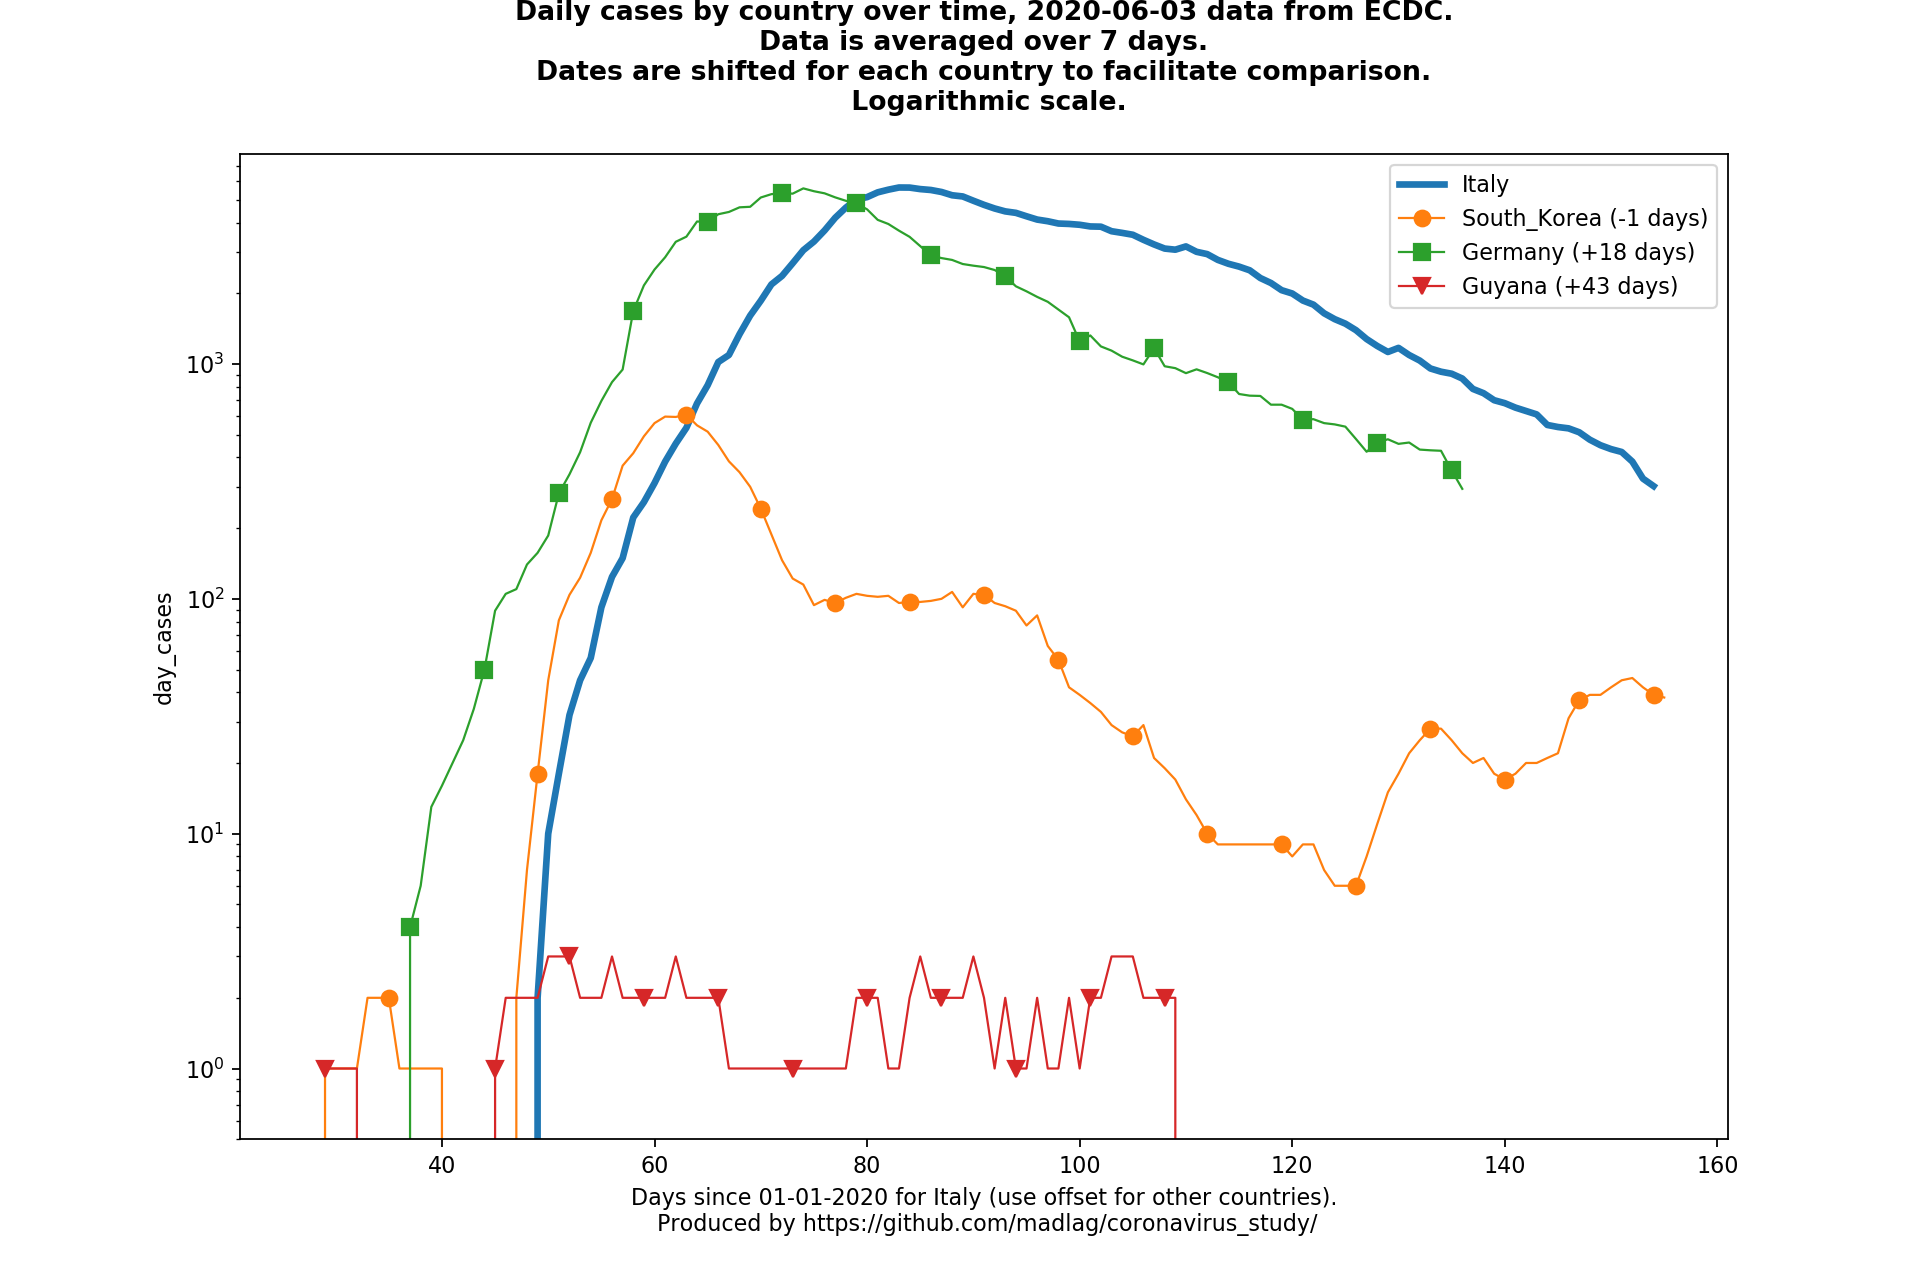 Daily cases by country over time, 2020-06-03 data from ECDC.
Data is averaged over 7 days.
Dates are shifted for each country to facilitate comparison.
Logarithmic scale.
Italy
South_Korea (-1 days)
Germany (+18 days)
Guyana (+43 days)
day_cases
10³
10²
10¹
10⁰
40 60 80 100 120 140 160
Days since 01-01-2020 for Italy (use offset for other countries).
Produced by https://github.com/madlag/coronavirus_study/